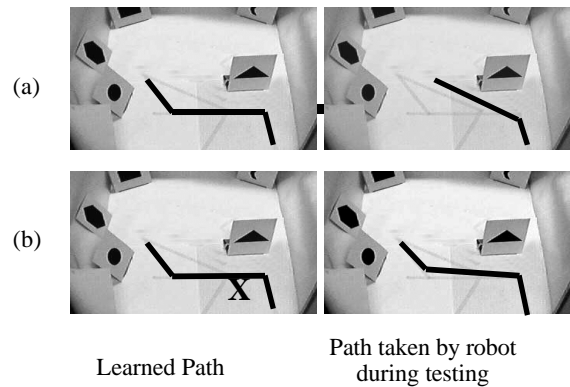 (a)
(b)
X
Learned Path
Path taken by robot
during testing